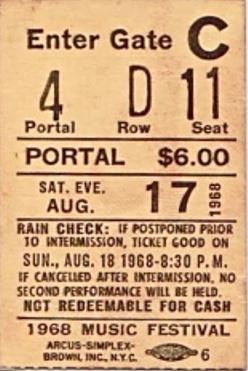 Enter Gate C
4 D 11
Portal Row Seat
PORTAL $6.00
SAT. EVE.
AUG. 17 1968
RAIN CHECK: IF POSTPONED PRIOR
TO INTERMISSION, TICKET GOOD ON
SUN., AUG. 18 1968-8:30 P.M.
IF CANCELLED AFTER INTERMISSION, NO
SECOND PERFORMANCE WILL BE HELD.
NOT REDEEMABLE FOR CASH
1968 MUSIC FESTIVAL
ARCUS-SIMPLEX-
BROWN, INC., N.Y.C. 6